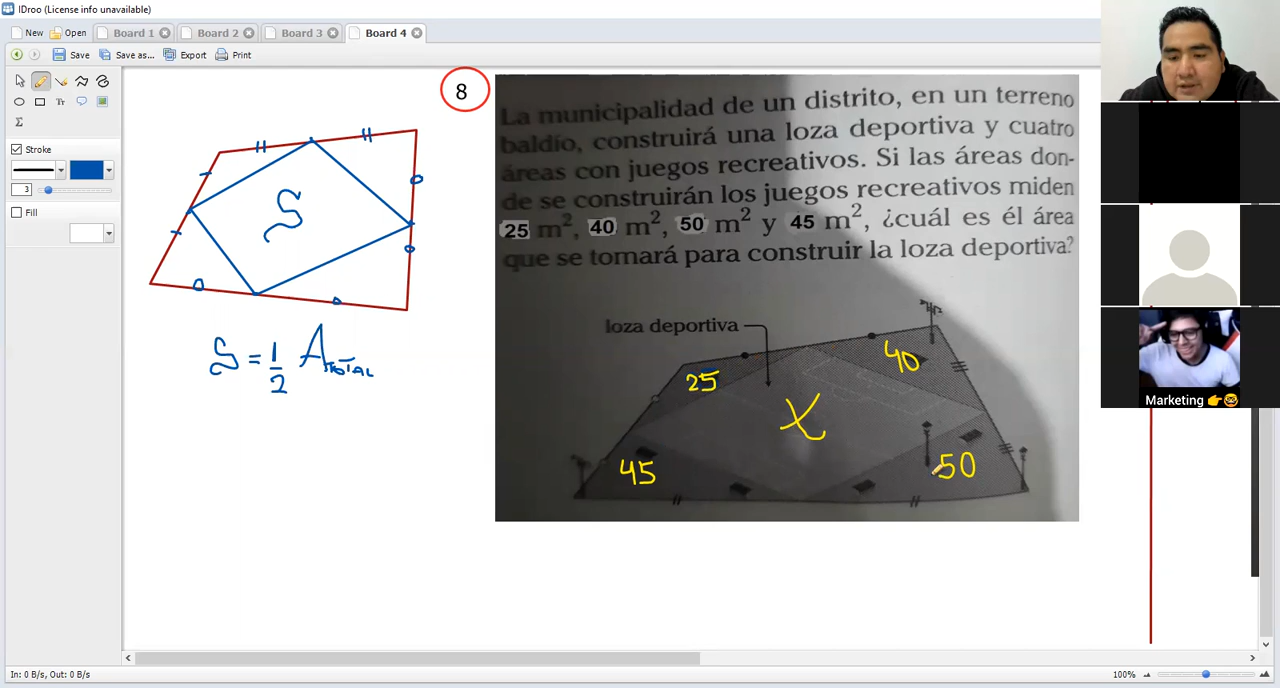 IDroo (License info unavailable)
New Open Board 1 Board 2 Board 3 Board 4
Save Save as... Export Print
Tr
Σ
Stroke
3
Fill
S
S = 1/2 A TOTAL
8
La municipalidad de un distrito, en un terreno
baldío, construirá una loza deportiva y cuatro
áreas con juegos recreativos. Si las áreas don-
de se construirán los juegos recreativos miden
25 m², 40 m², 50 m² y 45 m², ¿cuál es él área
que se tomará para construir la loza deportiva?
loza deportiva
25
40
X
45
50
Marketing 👉🤓
In: 0 B/s, Out: 0 B/s
100%